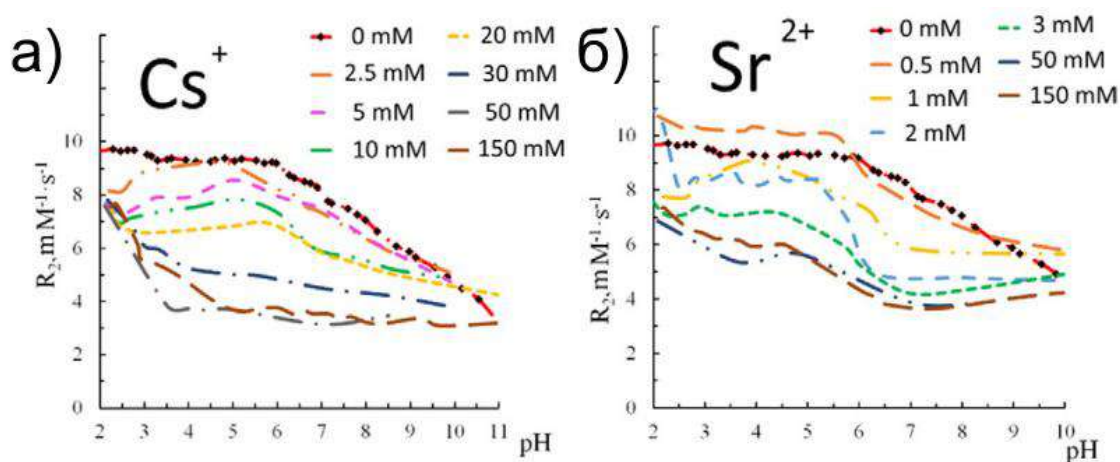 а)
Cs+
0 mM
2.5 mM
5 mM
10 mM
20 mM
30 mM
50 mM
150 mM
R2,mM-1·s-1
10
8
6
4
2
0
2 3 4 5 6 7 8 9 10 11
pH
б)
Sr2+
0 mM
0.5 mM
1 mM
2 mM
3 mM
50 mM
150 mM
R2,mM-1·s-1
10
8
6
4
2
0
2 3 4 5 6 7 8 9 10
pH